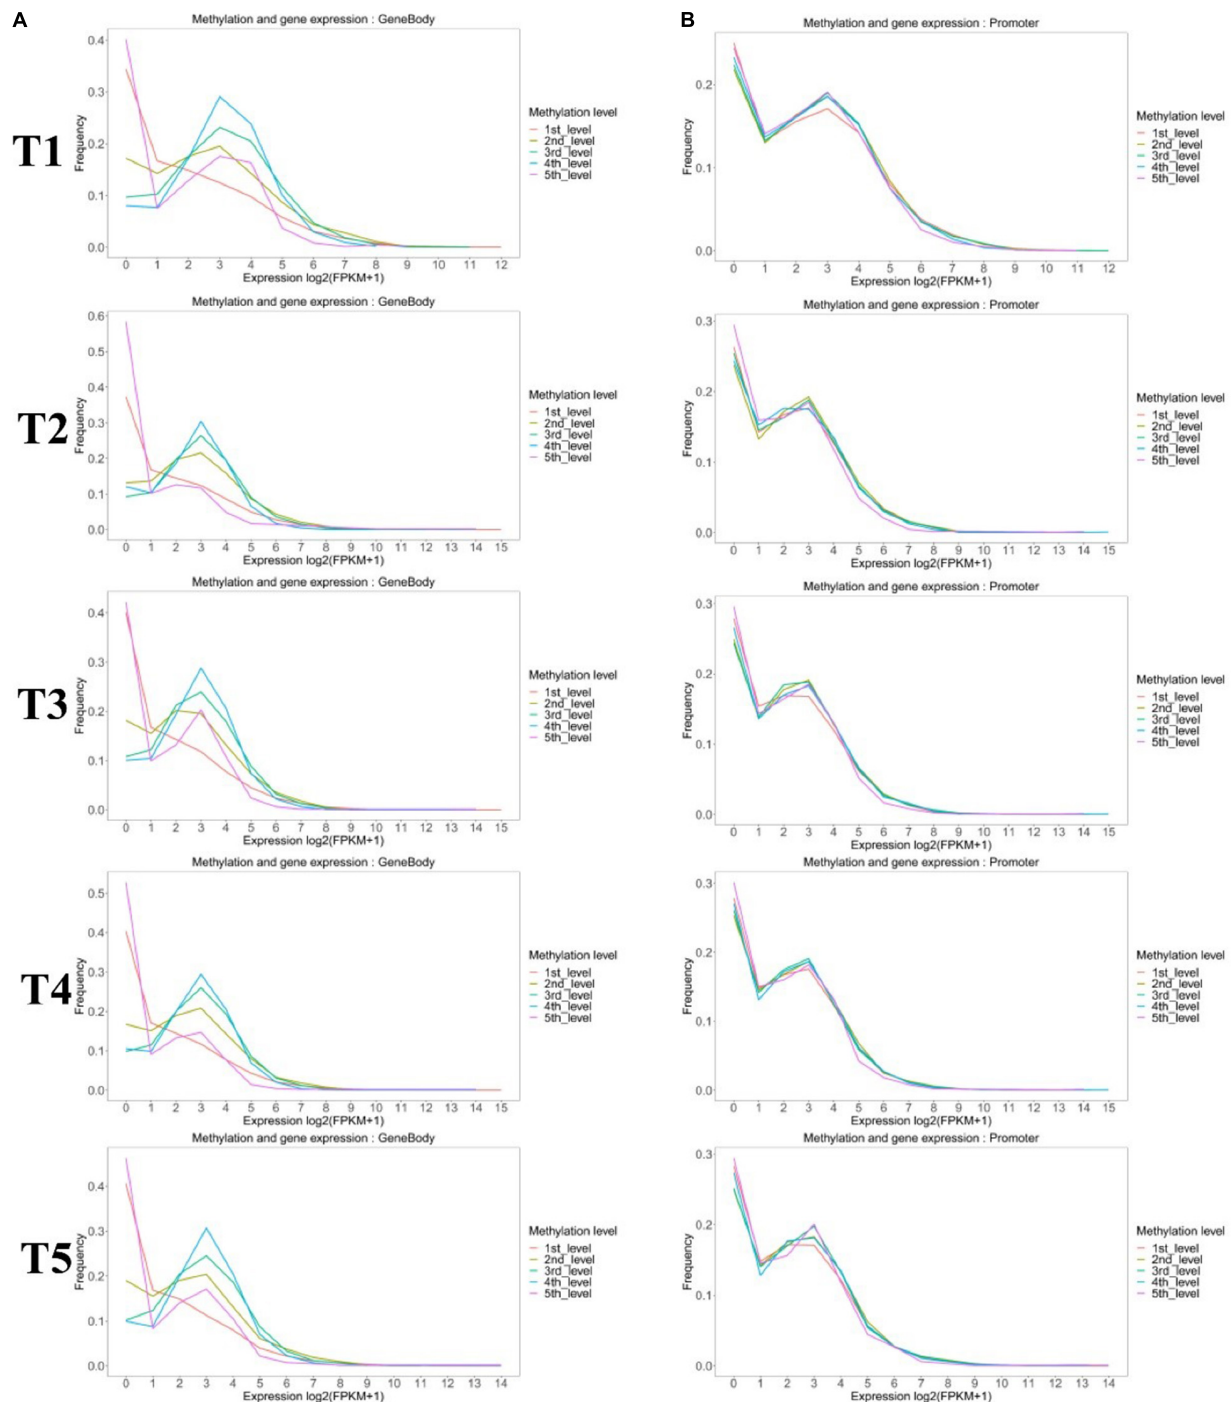 A
B
T1
Methylation and gene expression : GeneBody
Frequency
0.4
0.3
0.2
0.1
0.0
0 1 2 3 4 5 6 7 8 9 10 11 12
Expression log2(FPKM+1)
Methylation level
1st_level
2nd_level
3rd_level
4th_level
5th_level
Methylation and gene expression : Promoter
Frequency
0.2
0.1
0.0
0 1 2 3 4 5 6 7 8 9 10 11 12
Expression log2(FPKM+1)
Methylation level
1st_level
2nd_level
3rd_level
4th_level
5th_level
T2
Methylation and gene expression : GeneBody
Frequency
0.6
0.5
0.4
0.3
0.2
0.1
0.0
0 1 2 3 4 5 6 7 8 9 10 11 12 13 14 15
Expression log2(FPKM+1)
Methylation level
1st_level
2nd_level
3rd_level
4th_level
5th_level
Methylation and gene expression : Promoter
Frequency
0.3
0.2
0.1
0.0
0 1 2 3 4 5 6 7 8 9 10 11 12 13 14 15
Expression log2(FPKM+1)
Methylation level
1st_level
2nd_level
3rd_level
4th_level
5th_level
T3
Methylation and gene expression : GeneBody
Frequency
0.4
0.3
0.2
0.1
0.0
0 1 2 3 4 5 6 7 8 9 10 11 12 13 14 15
Expression log2(FPKM+1)
Methylation level
1st_level
2nd_level
3rd_level
4th_level
5th_level
Methylation and gene expression : Promoter
Frequency
0.3
0.2
0.1
0.0
0 1 2 3 4 5 6 7 8 9 10 11 12 13 14 15
Expression log2(FPKM+1)
Methylation level
1st_level
2nd_level
3rd_level
4th_level
5th_level
T4
Methylation and gene expression : GeneBody
Frequency
0.5
0.4
0.3
0.2
0.1
0.0
0 1 2 3 4 5 6 7 8 9 10 11 12 13 14 15
Expression log2(FPKM+1)
Methylation level
1st_level
2nd_level
3rd_level
4th_level
5th_level
Methylation and gene expression : Promoter
Frequency
0.3
0.2
0.1
0.0
0 1 2 3 4 5 6 7 8 9 10 11 12 13 14 15
Expression log2(FPKM+1)
Methylation level
1st_level
2nd_level
3rd_level
4th_level
5th_level
T5
Methylation and gene expression : GeneBody
Frequency
0.4
0.3
0.2
0.1
0.0
0 1 2 3 4 5 6 7 8 9 10 11 12 13 14
Expression log2(FPKM+1)
Methylation level
1st_level
2nd_level
3rd_level
4th_level
5th_level
Methylation and gene expression : Promoter
Frequency
0.3
0.2
0.1
0.0
0 1 2 3 4 5 6 7 8 9 10 11 12 13 14
Expression log2(FPKM+1)
Methylation level
1st_level
2nd_level
3rd_level
4th_level
5th_level